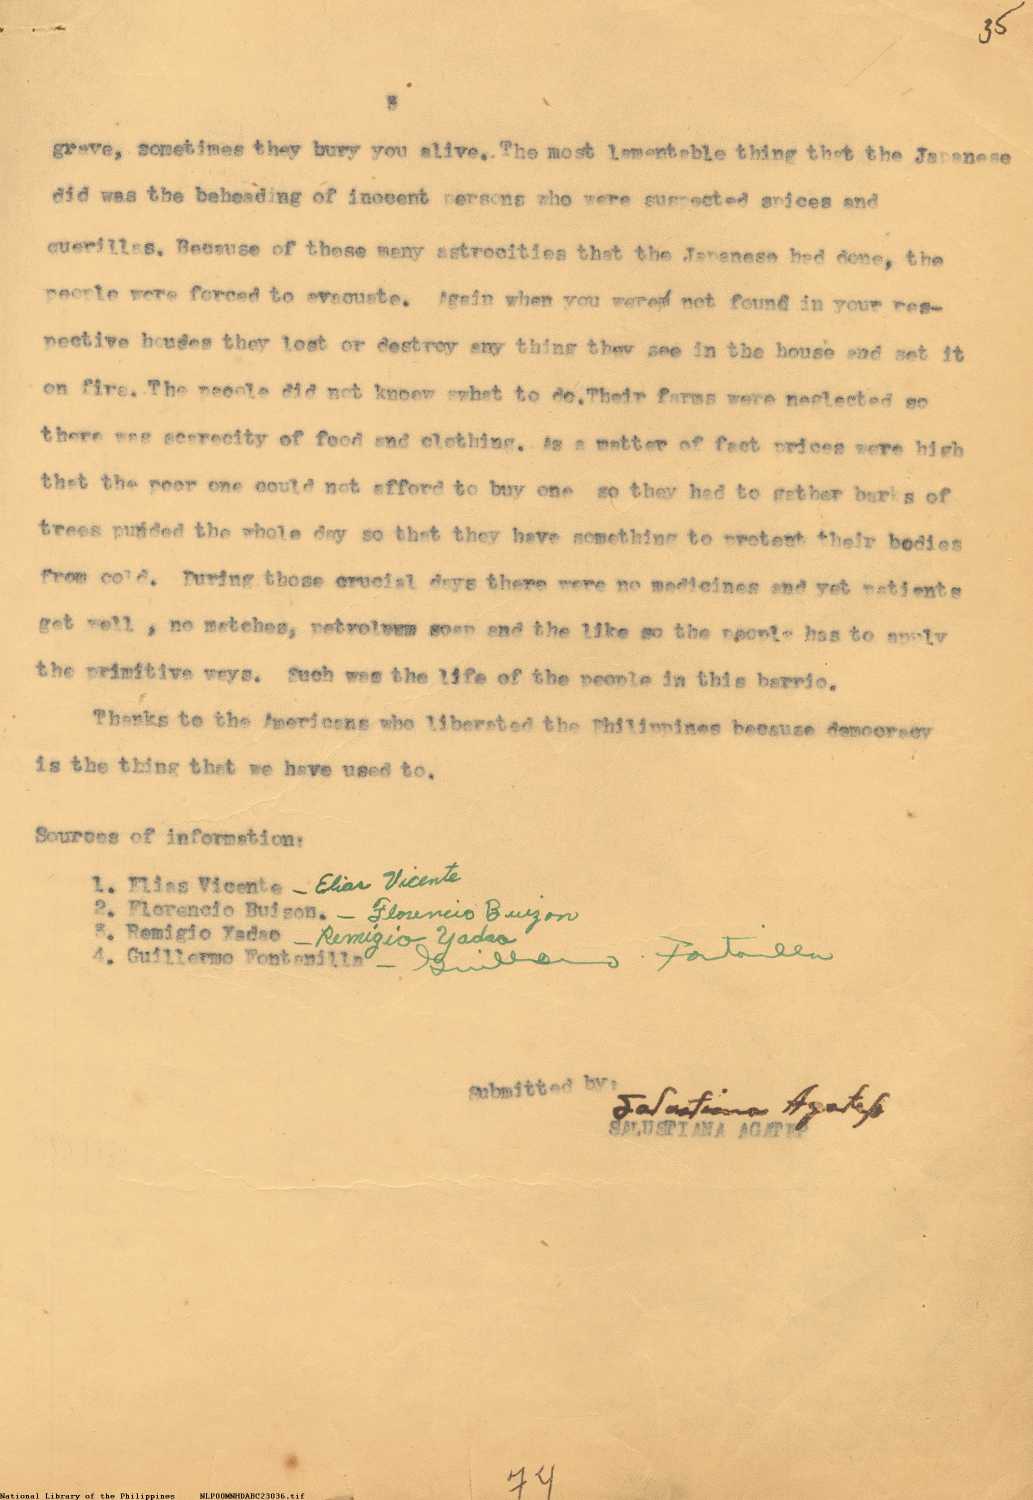 35
3
grave, sometimes they bury you alive. The most lamentable thing that the Japanese
did was the beheading of inocent persons who were suspected spices and
guerillas. Because of these many astrocities that the Japanese had done, the
people were forced to evacuate. Again when you were not found in your res-
pective houses they lost or destroy any thing they see in the house and set it
on fire. The people did not knoew what to do. Their farms were neglected so
there was scarecity of food and clothing. As a matter of fact prices were high
that the poor one could not afford to buy one so they had to gather barks of
trees punded the whole day so that they have something to protect their bodies
from cold. During those crucial days there were no medicines and yet patients
get well , no matches, petroleum soap and the like so the people has to apply
the primitive ways. Such was the life of the people in this barrio.
Thanks to the Americans who liberated the Philippines because democracy
is the thing that we have used to.
Sources of information:
1. Elias Vicente - Elias Vicente
2. Florencio Buison. - Florencio Buizon
3. Remigio Yadao - Remigio Yadao
4. Guillermo Fontanilla - Guillermo Fontanilla
Submitted by:
Salustiana Agatep
SALUSTIANA AGATEP
74
National Library of the Philippines NLP00MNHDABC23036.tif